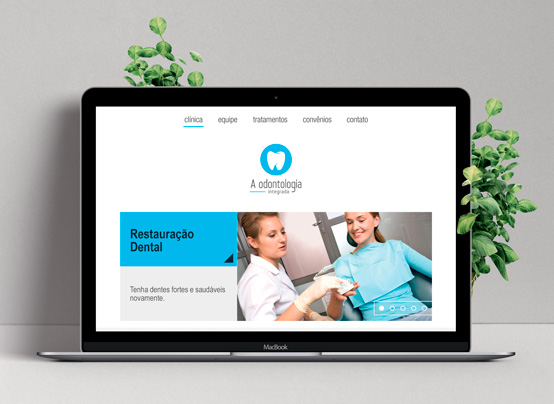 clínica equipe tratamentos convênios contato
A odontologia
integrada
Restauração
Dental
Tenha dentes fortes e saudáveis
novamente.
MacBook